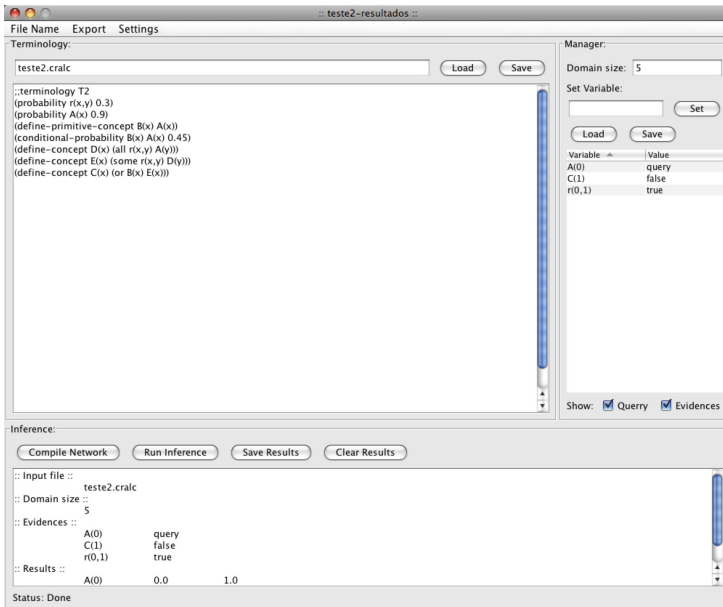 :: teste2-resultados ::
File Name Export Settings
Terminology:
teste2.cralc Load Save
;;terminology T2
(probability r(x,y) 0.3)
(probability A(x) 0.9)
(define-primitive-concept B(x) A(x))
(conditional-probability B(x) A(x) 0.45)
(define-concept D(x) (all r(x,y) A(y)))
(define-concept E(x) (some r(x,y) D(y)))
(define-concept C(x) (or B(x) E(x)))
Manager:
Domain size: 5
Set Variable:
Set
Load Save
Variable Value
A(0) query
C(1) false
r(0,1) true
Show: Querry Evidences
Inference:
Compile Network Run Inference Save Results Clear Results
:: Input file ::
teste2.cralc
:: Domain size ::
5
:: Evidences ::
A(0) query
C(1) false
r(0,1) true
:: Results ::
A(0) 0.0 1.0
Status: Done